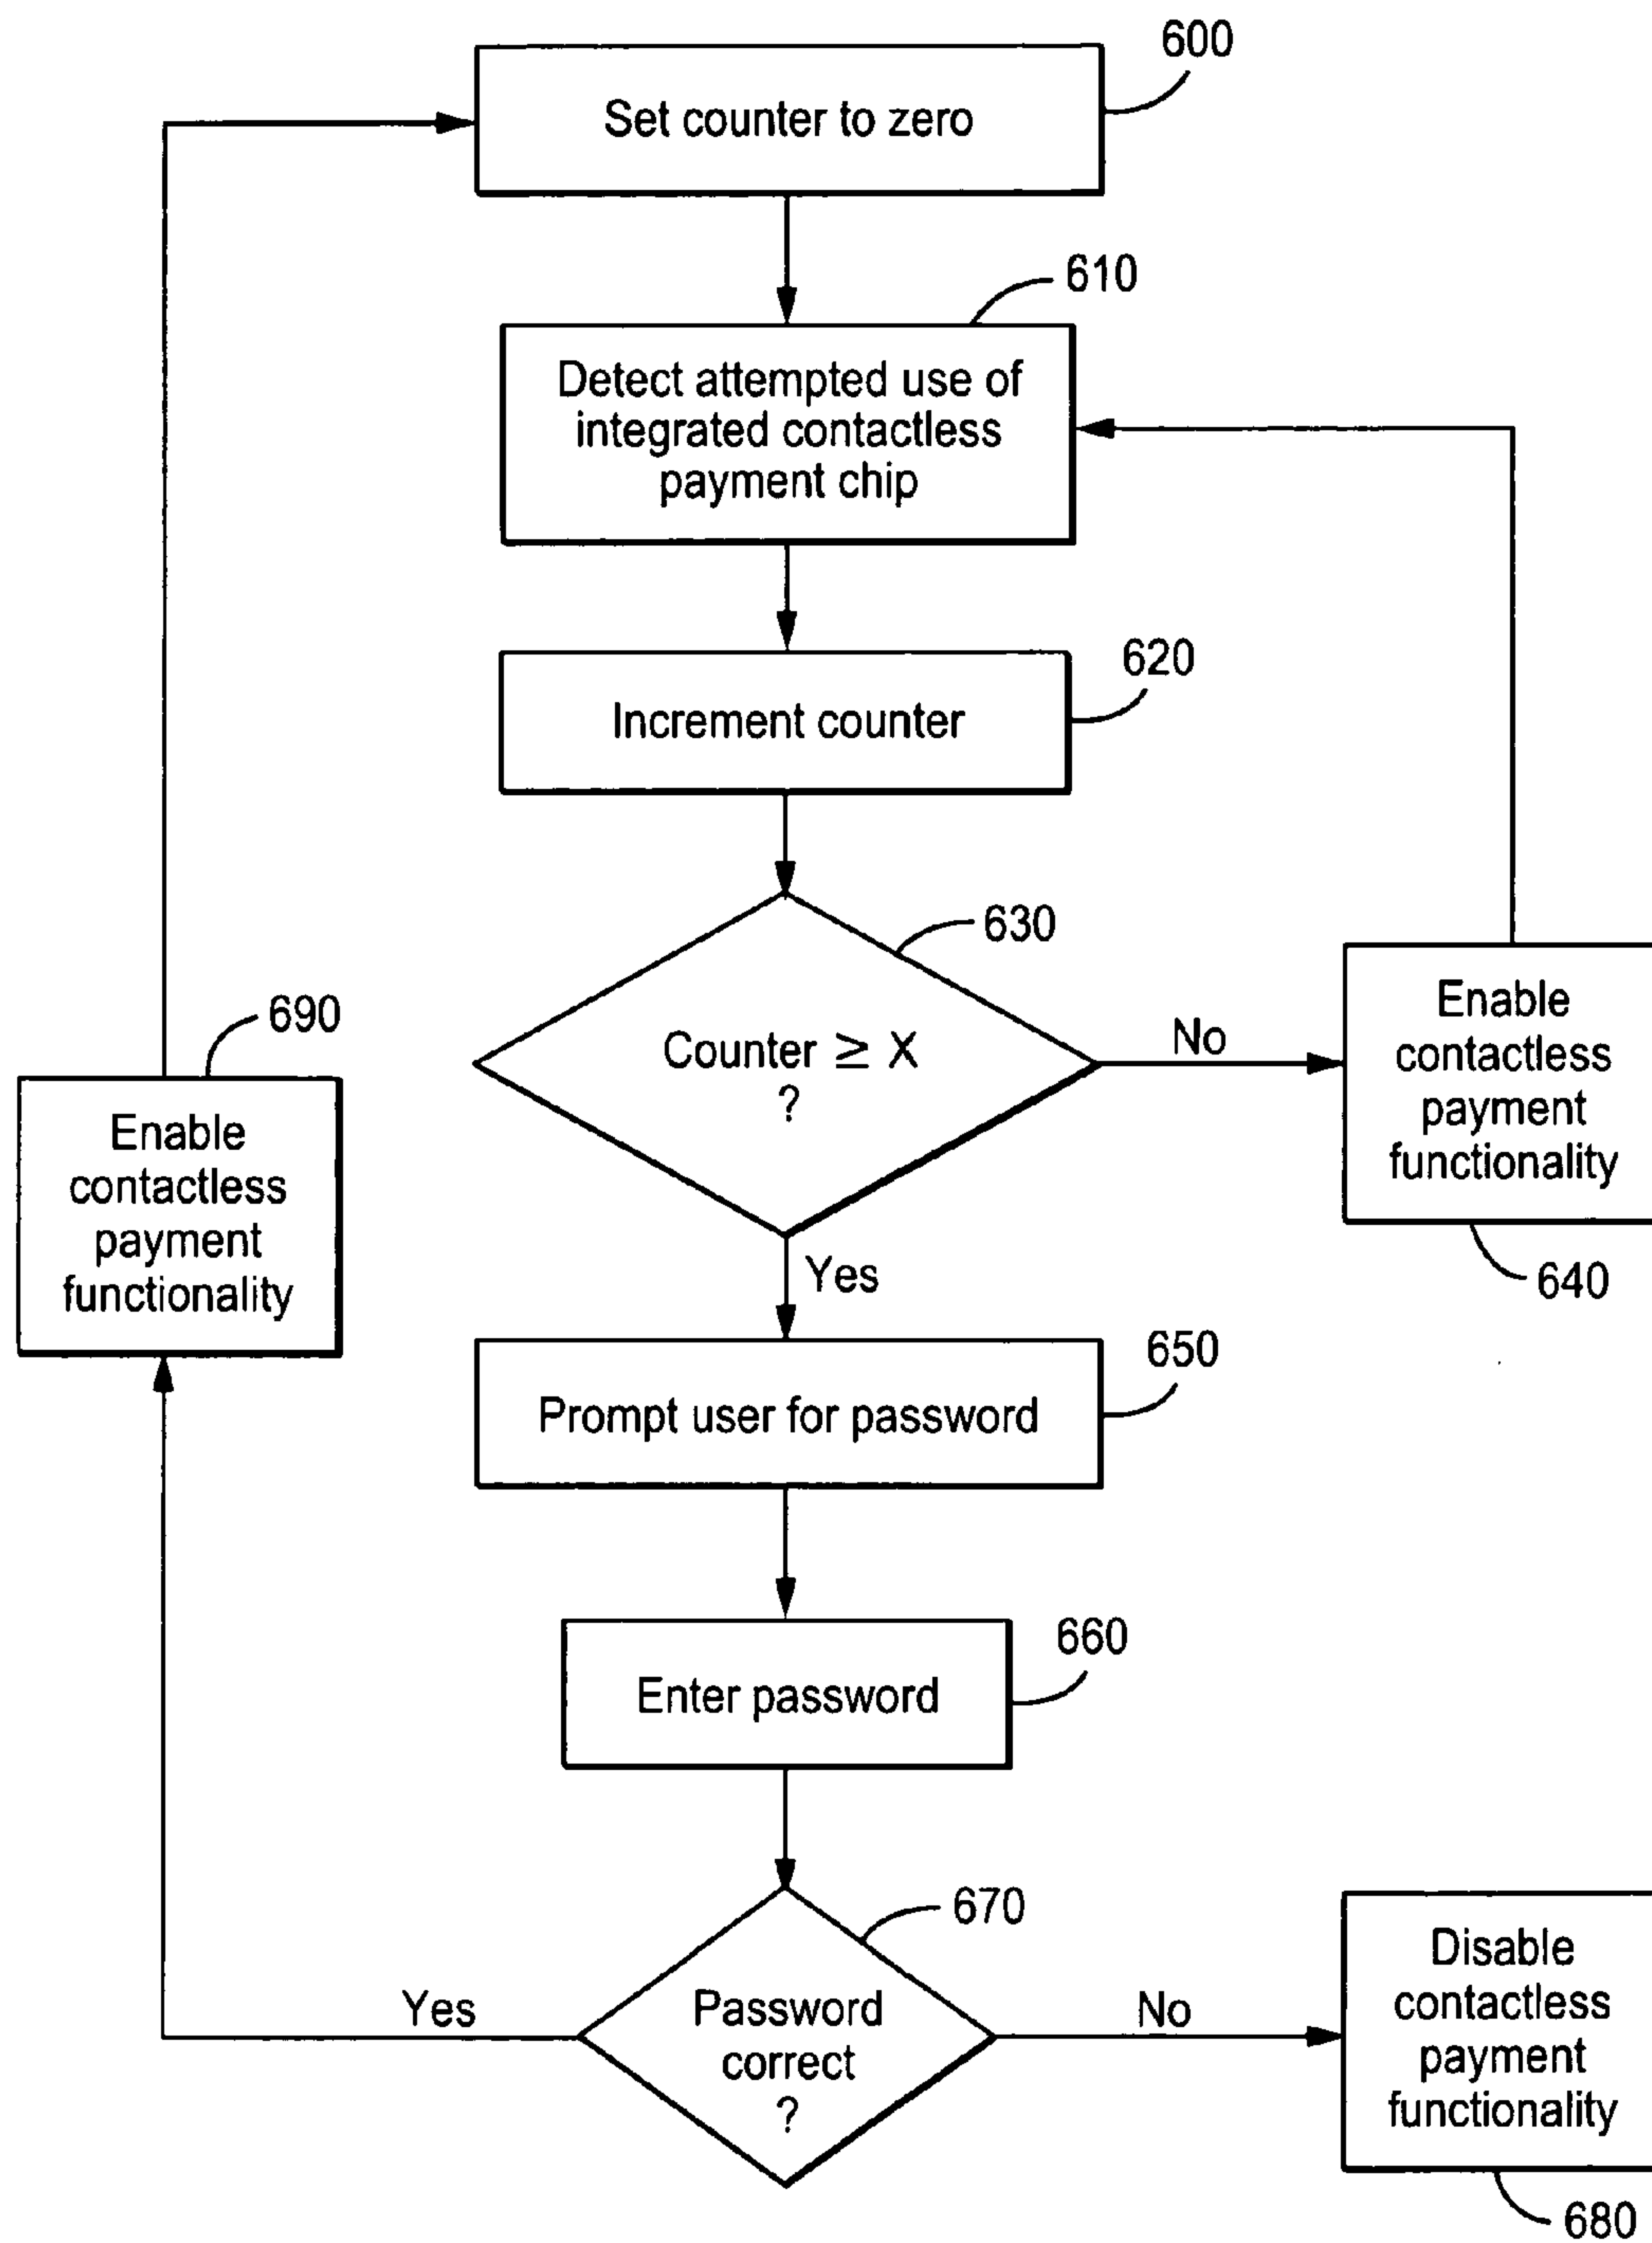 600
Set counter to zero
610
Detect attempted use of
integrated contactless
payment chip
620
Increment counter
630
Counter ≥ X
?
No
Enable
contactless
payment
functionality
640
690
Enable
contactless
payment
functionality
Yes
650
Prompt user for password
660
Enter password
670
Password
correct
?
Yes
No
Disable
contactless
payment
functionality
680